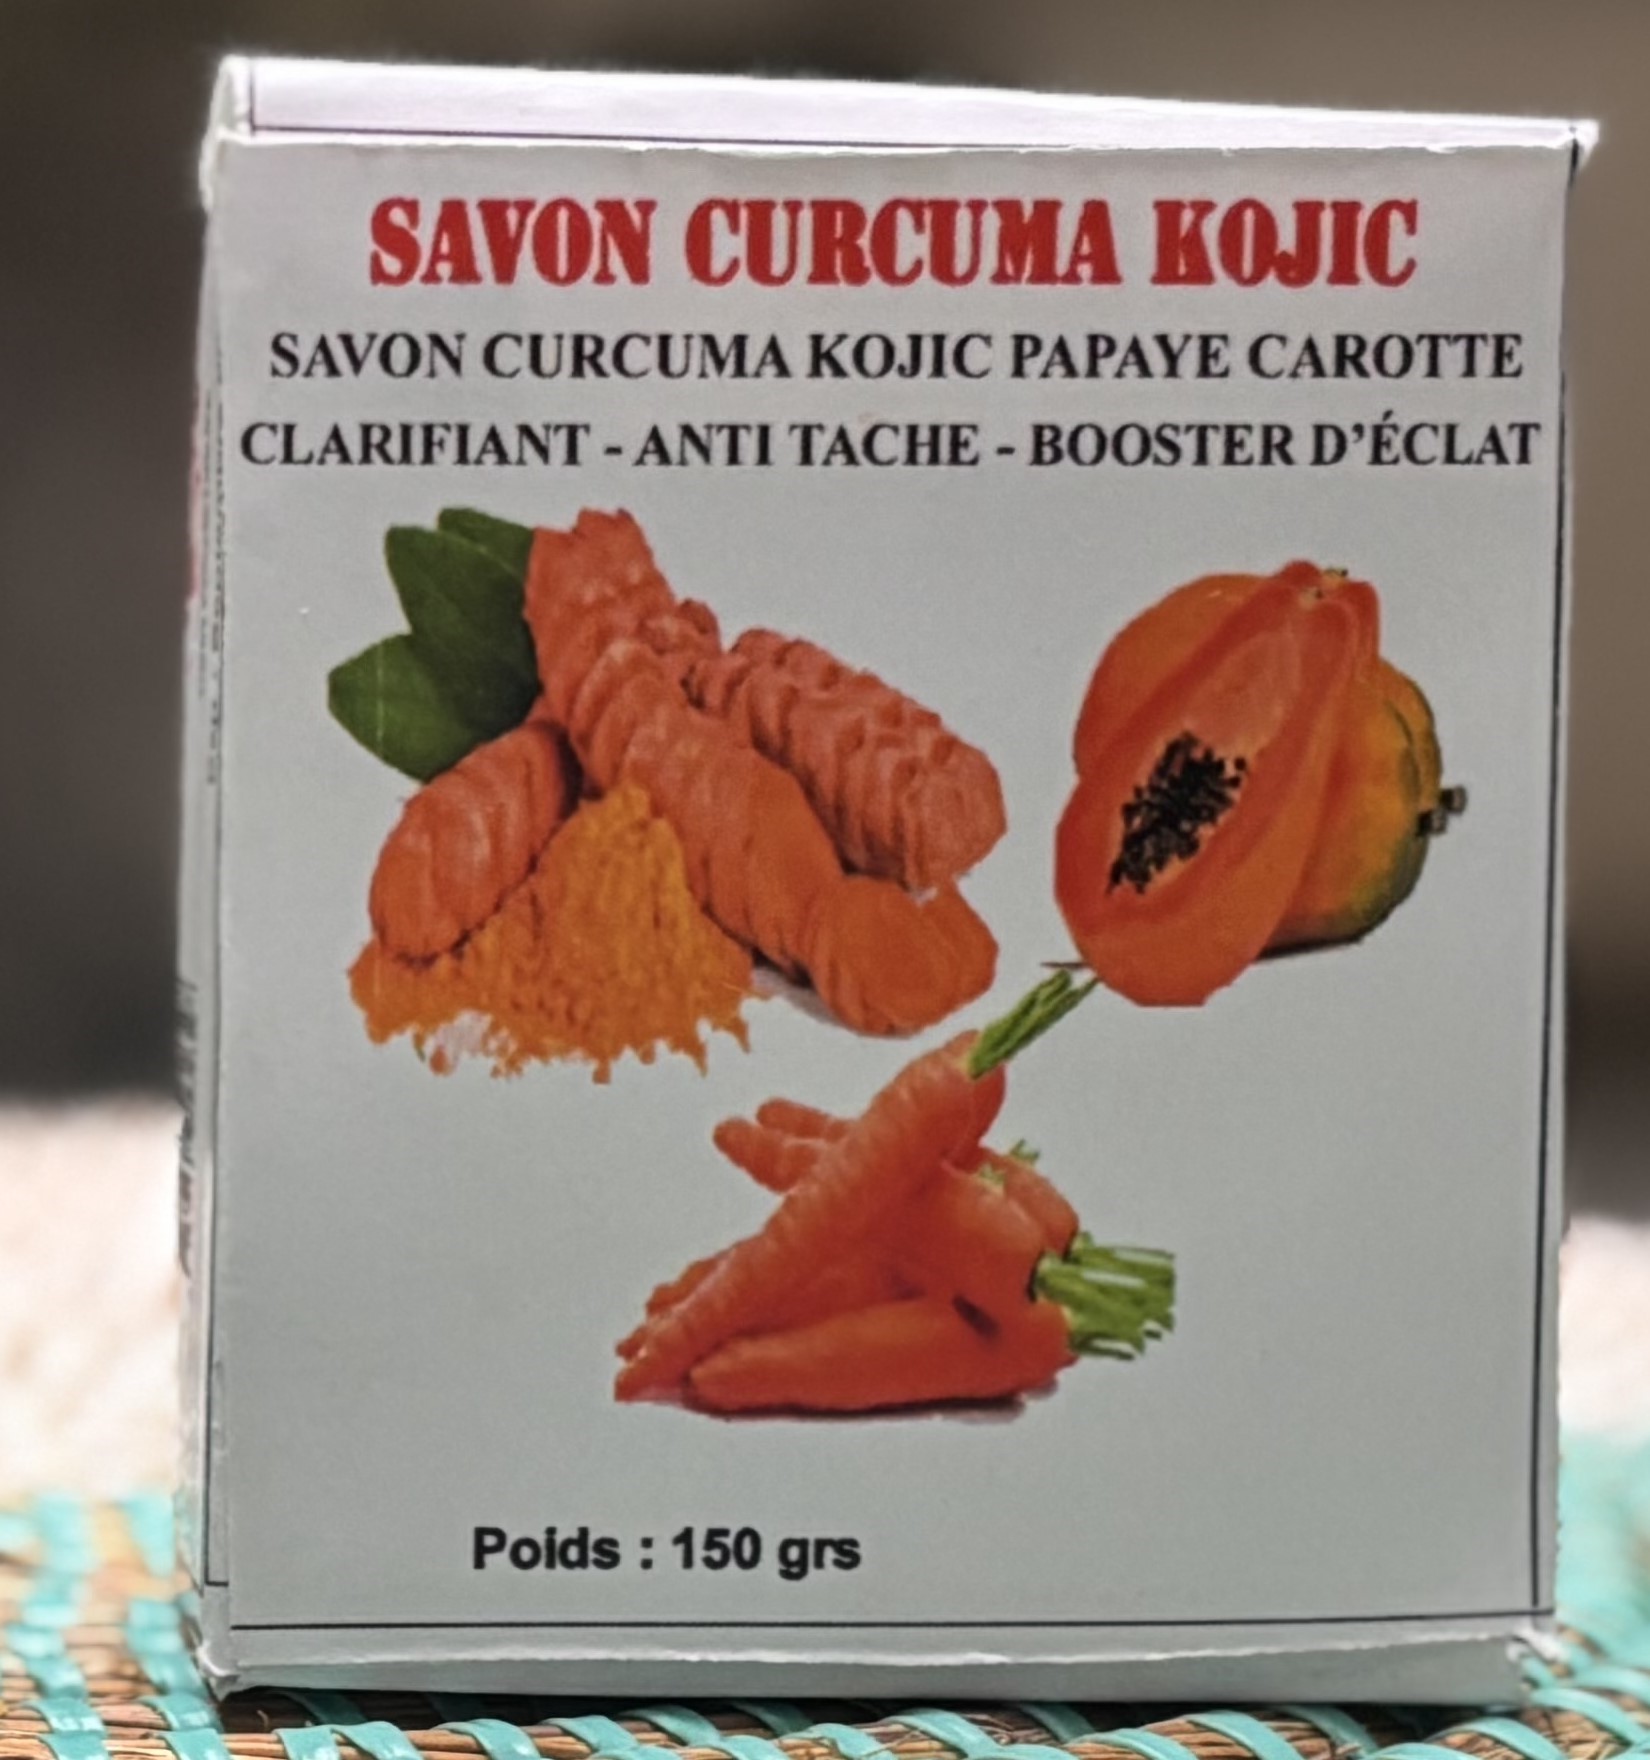 SAVON CURCUMA KOJIC
SAVON CURCUMA KOJIC PAPAYE CAROTTE
CLARIFIANT - ANTI TACHE - BOOSTER D'ÉCLAT
Poids : 150 grs